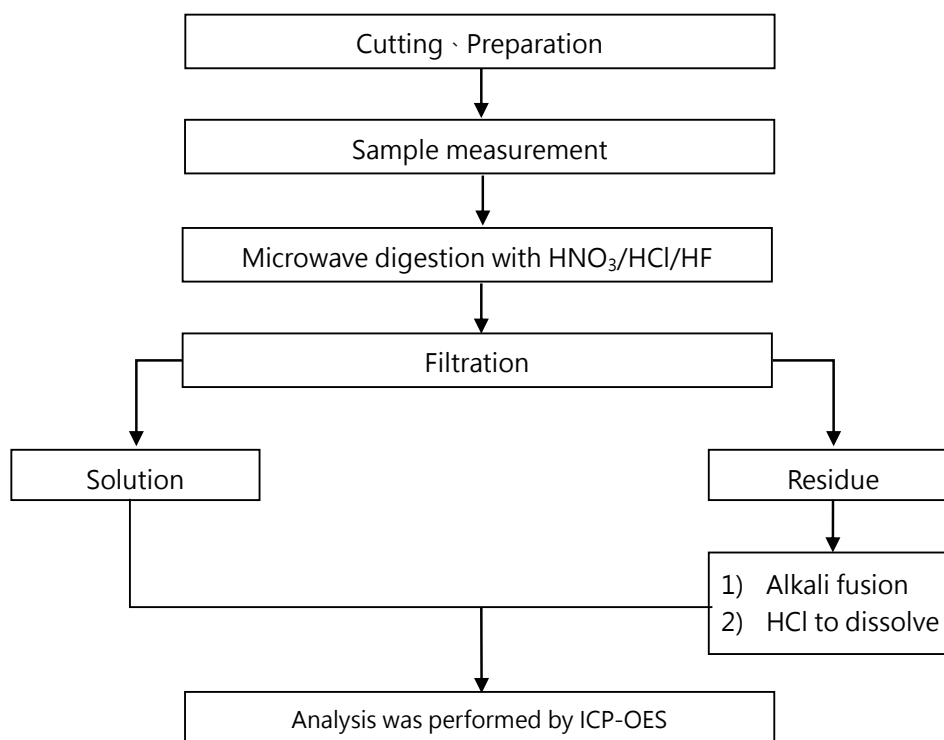 Cutting、Preparation
Sample measurement
Microwave digestion with HNO₃/HCl/HF
Filtration
Solution
Residue
1) Alkali fusion
2) HCl to dissolve
Analysis was performed by ICP-OES